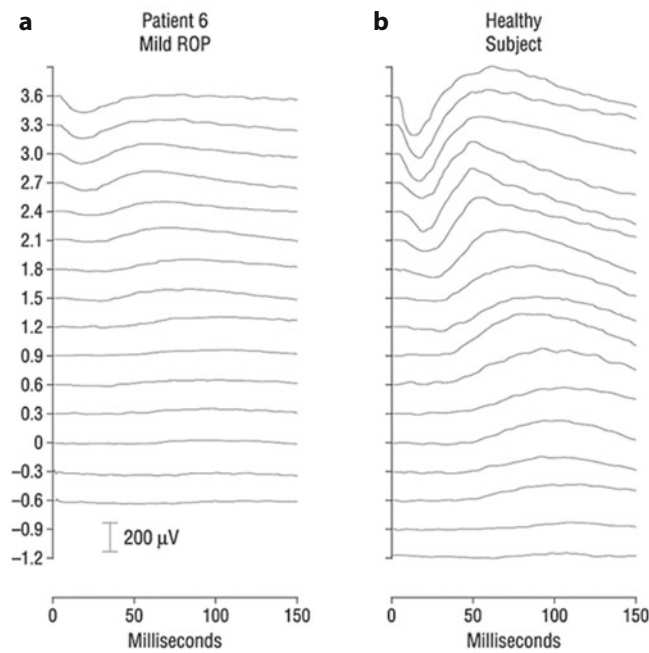 a
Patient 6
Mild ROP
3.6
3.3
3.0
2.7
2.4
2.1
1.8
1.5
1.2
0.9
0.6
0.3
0
–0.3
–0.6
–0.9
–1.2
200 μV
0 50 100 150
Milliseconds
b
Healthy
Subject
0 50 100 150
Milliseconds